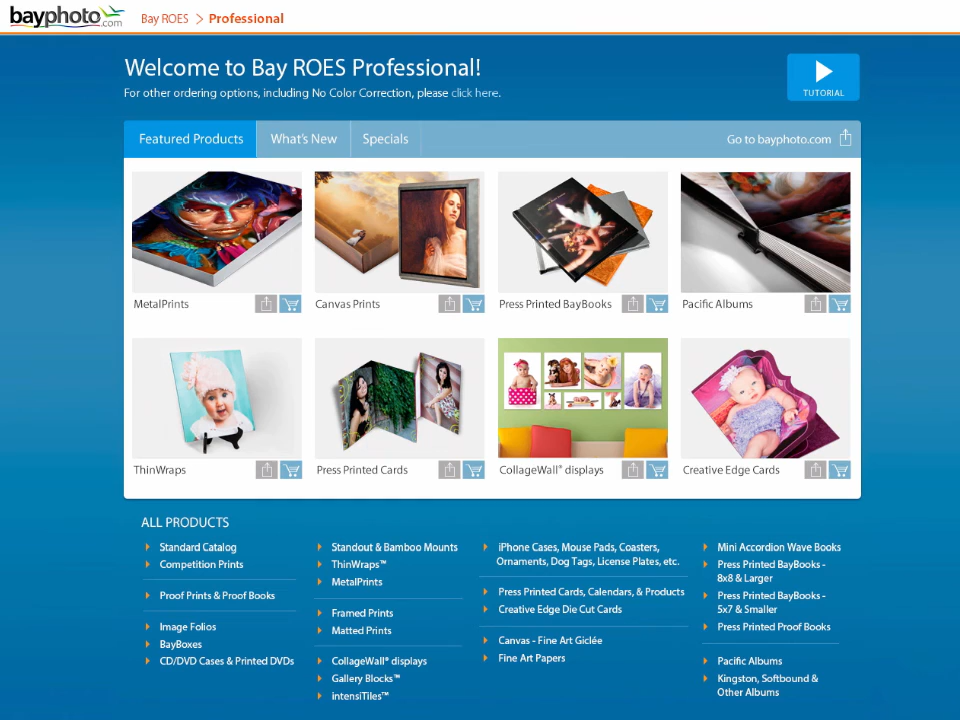 bayphoto.com
Bay ROES > Professional
Welcome to Bay ROES Professional!
For other ordering options, including No Color Correction, please click here.
TUTORIAL
Featured Products
What's New
Specials
Go to bayphoto.com
MetalPrints
Canvas Prints
Press Printed BayBooks
Pacific Albums
ThinWraps
Press Printed Cards
CollageWall® displays
Creative Edge Cards
ALL PRODUCTS
Standard Catalog
Competition Prints
Proof Prints & Proof Books
Image Folios
BayBoxes
CD/DVD Cases & Printed DVDs
Standout & Bamboo Mounts
ThinWraps™
MetalPrints
Framed Prints
Matted Prints
CollageWall® displays
Gallery Blocks™
intensiTiles™
iPhone Cases, Mouse Pads, Coasters,
Ornaments, Dog Tags, License Plates, etc.
Press Printed Cards, Calendars, & Products
Creative Edge Die Cut Cards
Canvas - Fine Art Giclée
Fine Art Papers
Mini Accordion Wave Books
Press Printed BayBooks -
8x8 & Larger
Press Printed BayBooks -
5x7 & Smaller
Press Printed Proof Books
Pacific Albums
Kingston, Softbound &
Other Albums